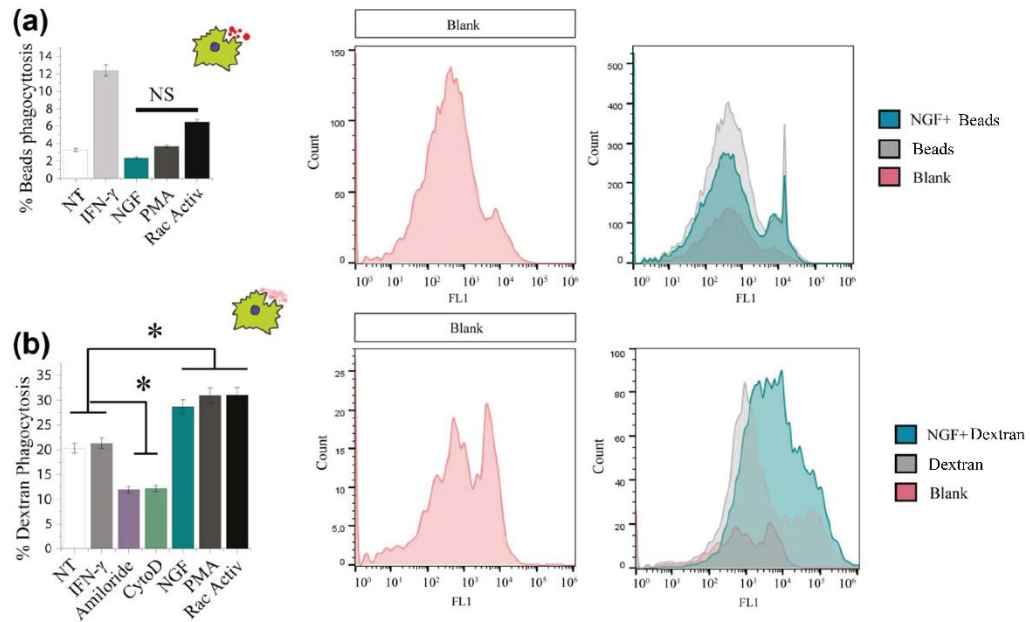 (a)
% Beads phagocyttosis
14
12
10
8
6
4
2
0
NS
NT
IFN-γ
NGF
PMA
Rac Activ
Blank
Count
150
100
50
0
10⁰ 10¹ 10² 10³ 10⁴ 10⁵ 10⁶
FL1
Count
500
400
300
200
100
0
10⁰ 10¹ 10² 10³ 10⁴ 10⁵ 10⁶
FL1
NGF+ Beads
Beads
Blank
(b)
% Dextran Phagocytosis
35
30
25
20
15
10
5
0
*
*
NT
IFN-γ
Amiloride
CytoD
NGF
PMA
Rac Activ
Blank
Count
25
20
15
10
5,0
0
10⁰ 10¹ 10² 10³ 10⁴ 10⁵ 10⁶
FL1
Count
100
80
60
40
20
0
10⁰ 10¹ 10² 10³ 10⁴ 10⁵ 10⁶
FL1
NGF+Dextran
Dextran
Blank